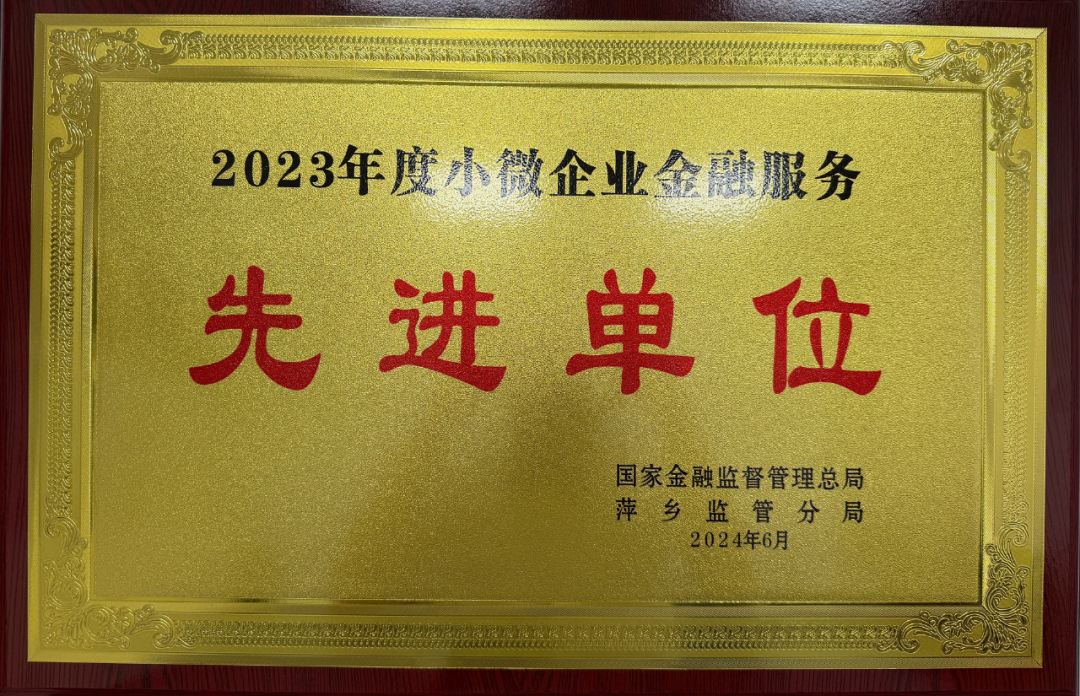 2023年度小微企业金融服务
先进单位
国家金融监督管理总局
萍乡监管分局
2024年6月